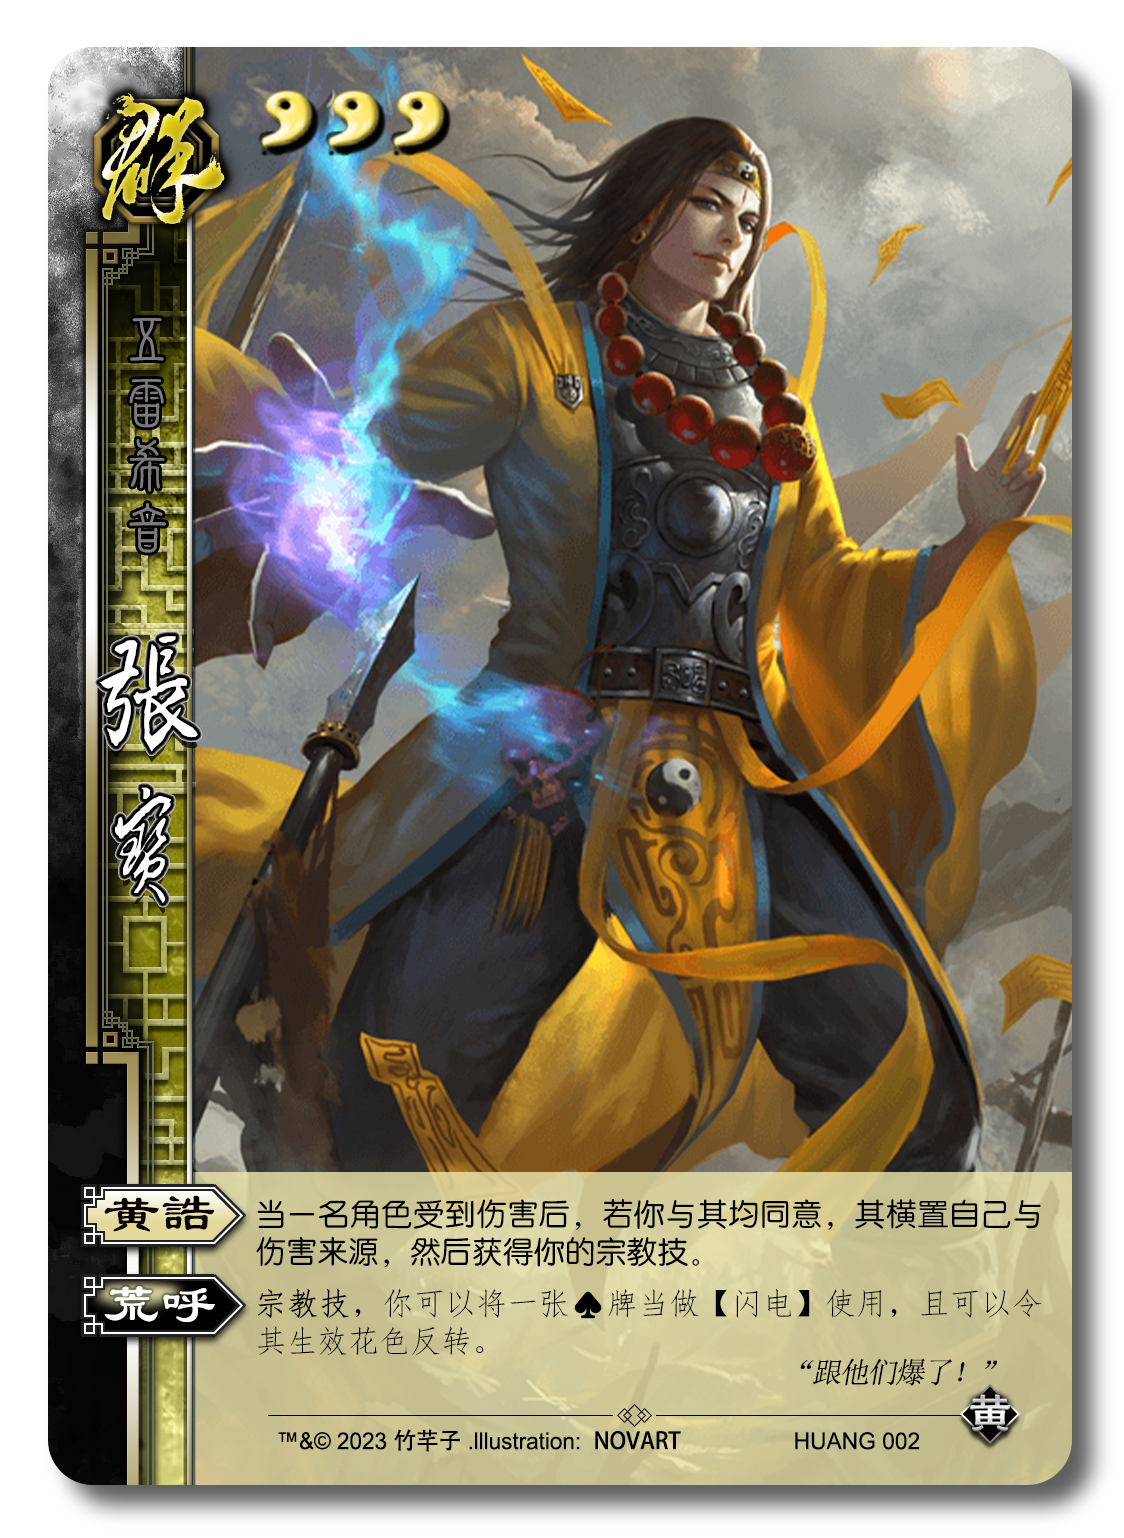 群
五雷希音
張寶
黄誥
当一名角色受到伤害后，若你与其均同意，其横置自己与
伤害来源，然后获得你的宗教技。
荒呼
宗教技，你可以将一张♠牌当做【闪电】使用，且可以令
其生效花色反转。
“跟他们爆了！”
黄
™&© 2023 竹芊子 .Illustration: NOVART
HUANG 002